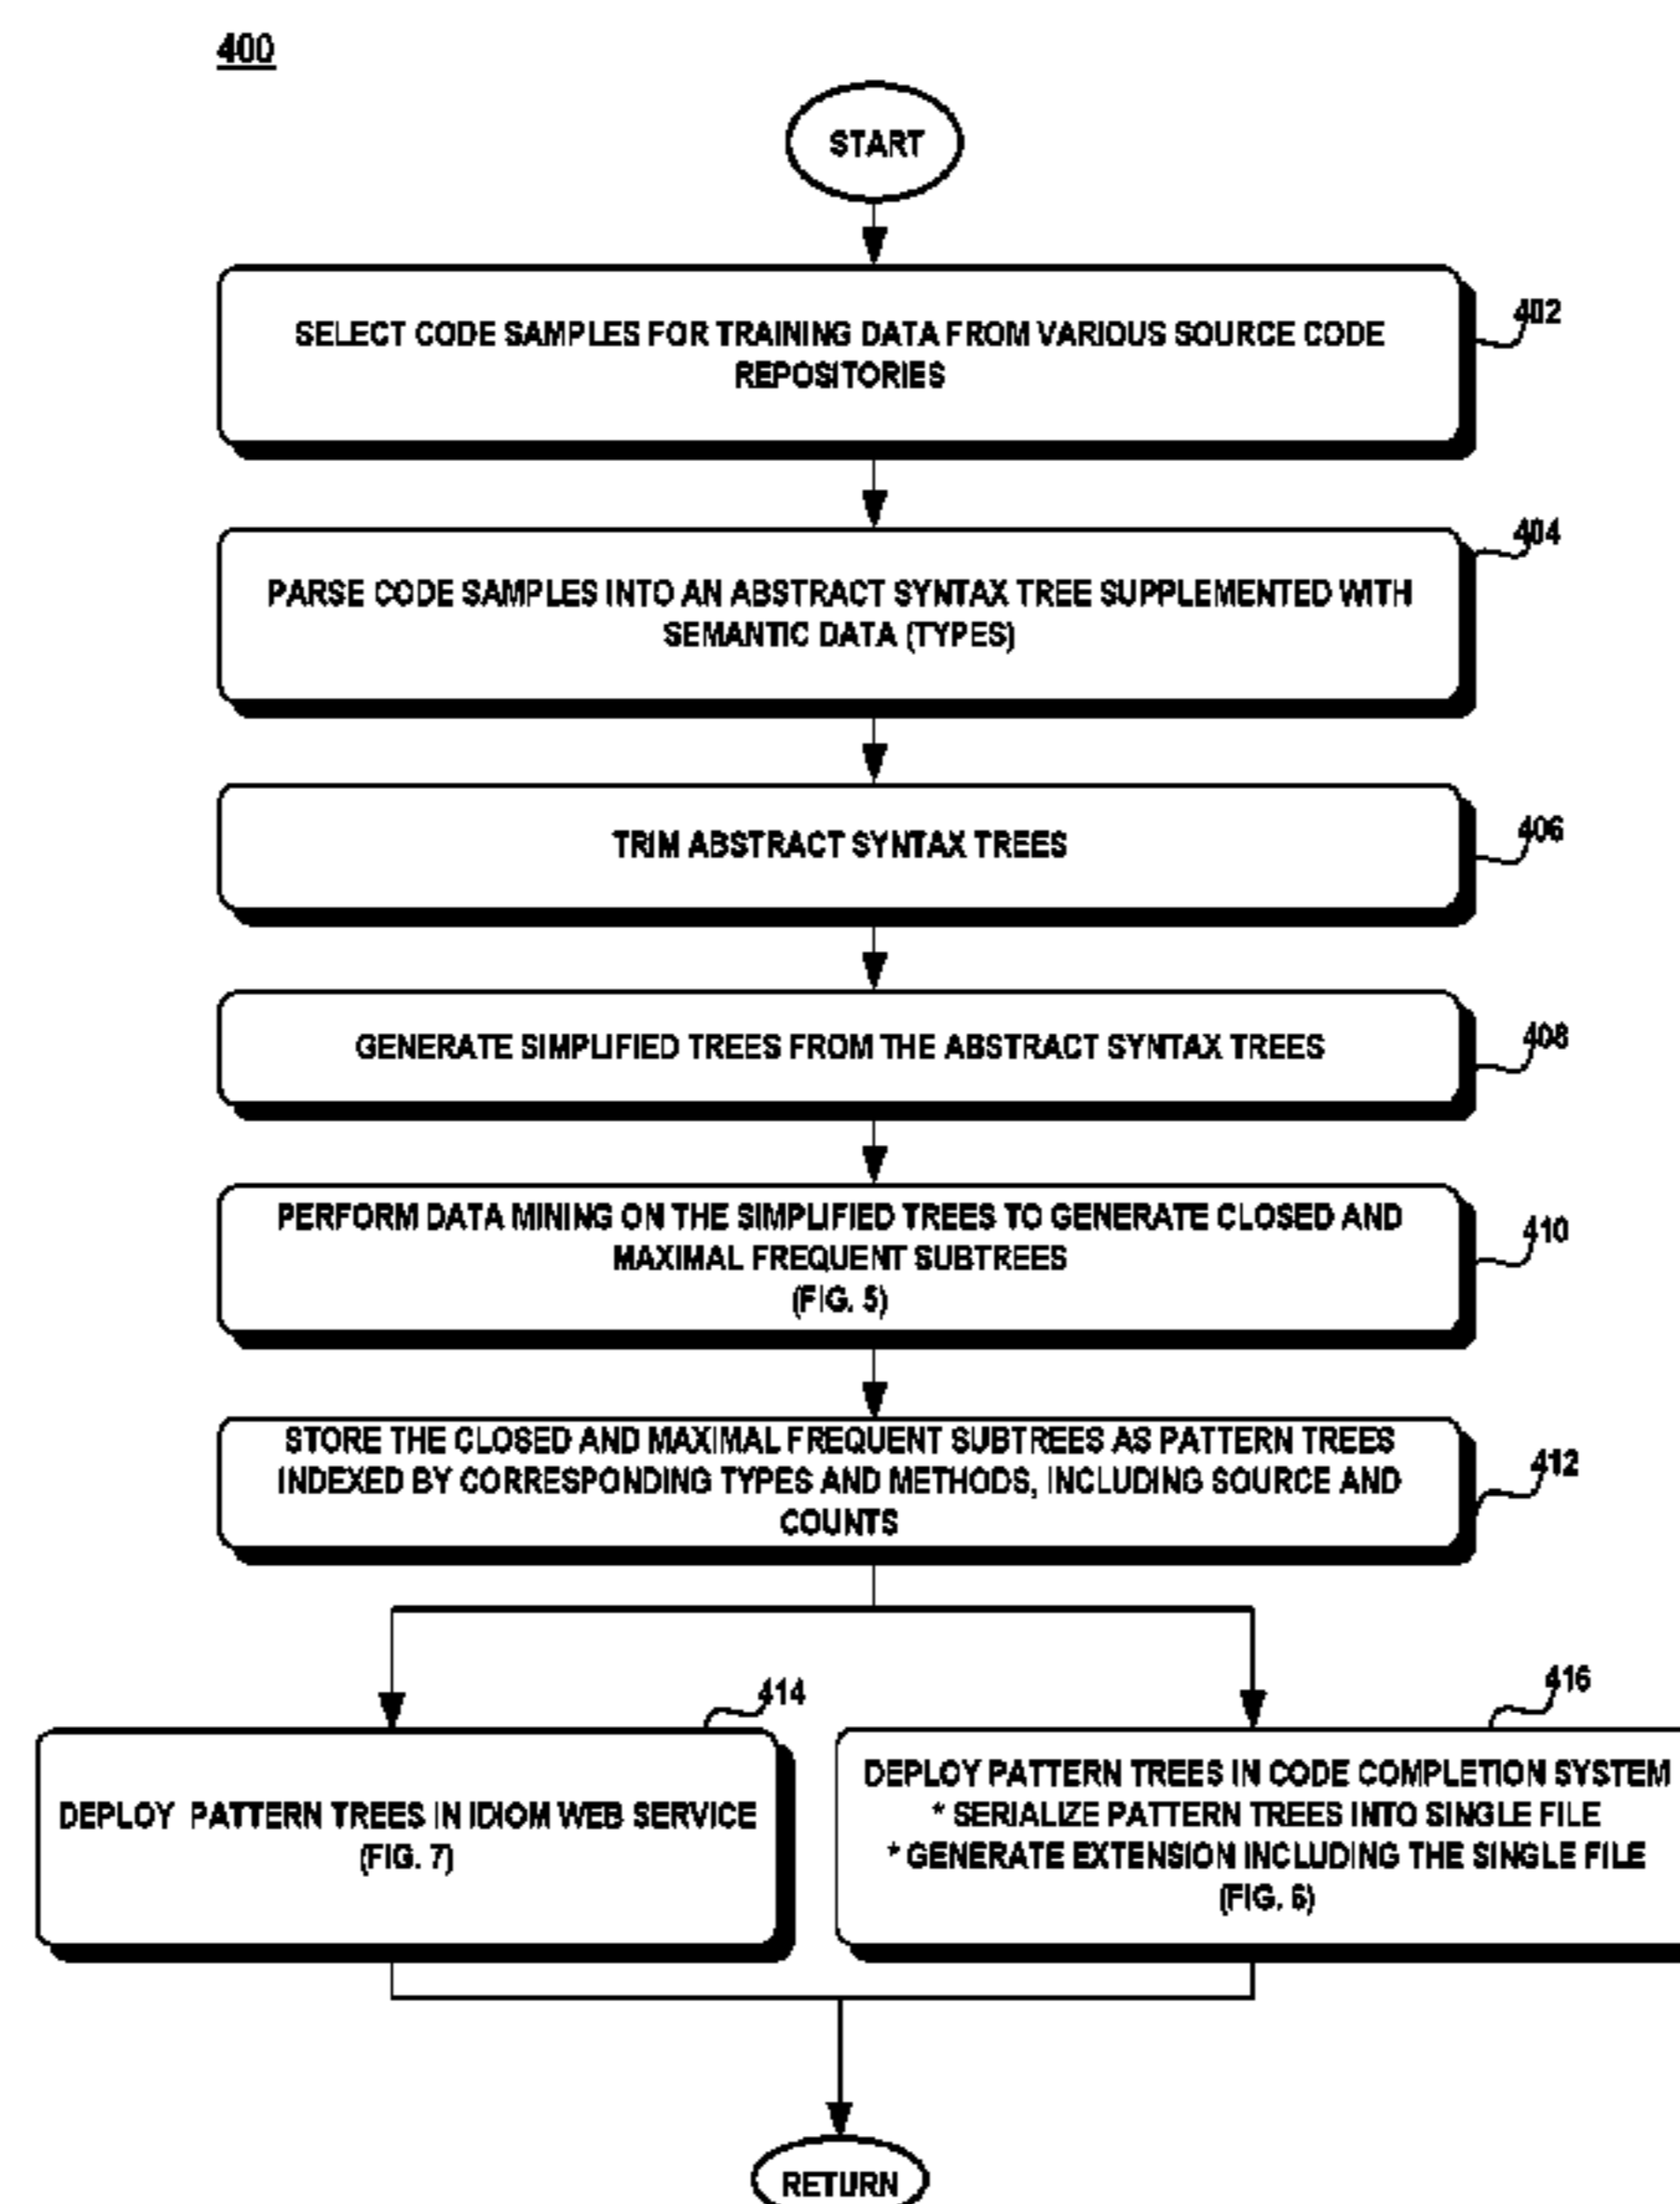 400
START
SELECT CODE SAMPLES FOR TRAINING DATA FROM VARIOUS SOURCE CODE
REPOSITORIES
402
PARSE CODE SAMPLES INTO AN ABSTRACT SYNTAX TREE SUPPLEMENTED WITH
SEMANTIC DATA (TYPES)
404
TRIM ABSTRACT SYNTAX TREES
406
GENERATE SIMPLIFIED TREES FROM THE ABSTRACT SYNTAX TREES
408
PERFORM DATA MINING ON THE SIMPLIFIED TREES TO GENERATE CLOSED AND
MAXIMAL FREQUENT SUBTREES
(FIG. 5)
410
STORE THE CLOSED AND MAXIMAL FREQUENT SUBTREES AS PATTERN TREES
INDEXED BY CORRESPONDING TYPES AND METHODS, INCLUDING SOURCE AND
COUNTS
412
414
DEPLOY PATTERN TREES IN IDIOM WEB SERVICE
(FIG. 7)
416
DEPLOY PATTERN TREES IN CODE COMPLETION SYSTEM
* SERIALIZE PATTERN TREES INTO SINGLE FILE
* GENERATE EXTENSION INCLUDING THE SINGLE FILE
(FIG. 6)
RETURN